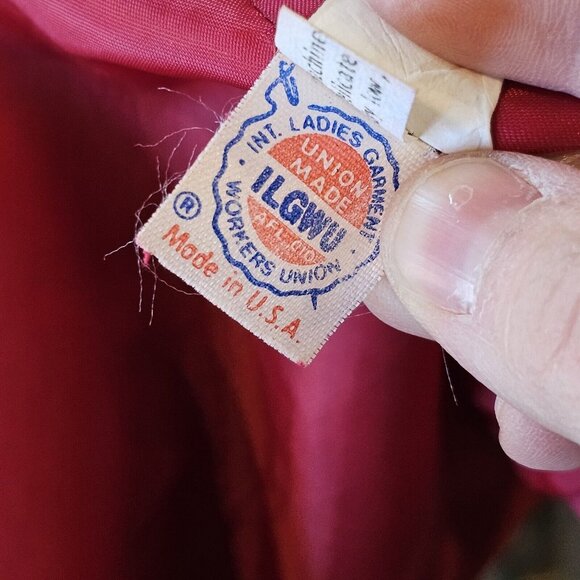 INT. LADIES GARMENT
WORKERS UNION
UNION
MADE
ILGWU
AFL-CIO
®
Made in U.S.A.